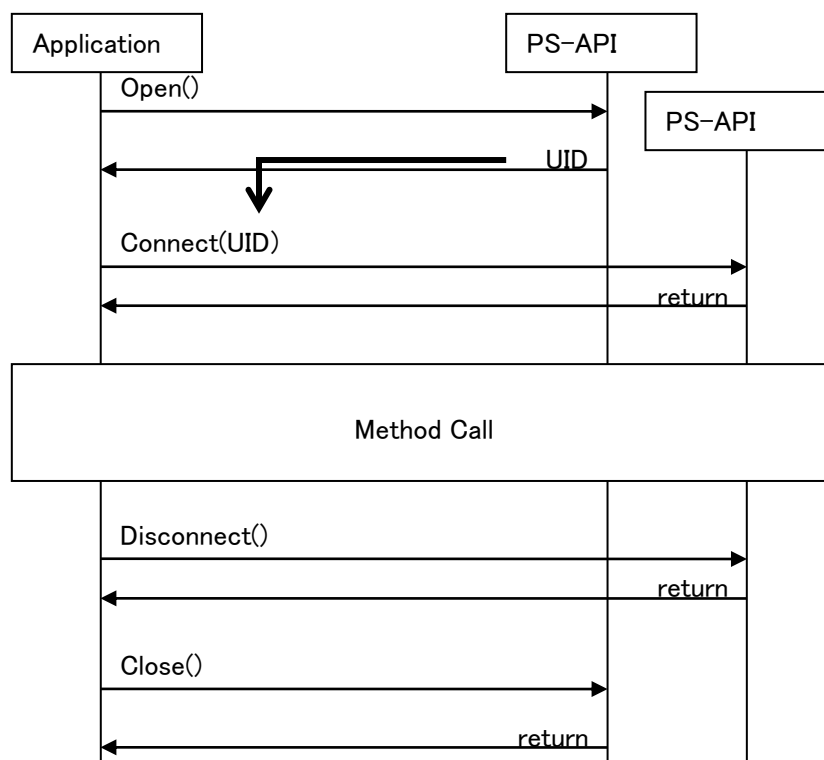 Application
PS-API
Open()
PS-API
UID
Connect(UID)
return
Method Call
Disconnect()
return
Close()
return